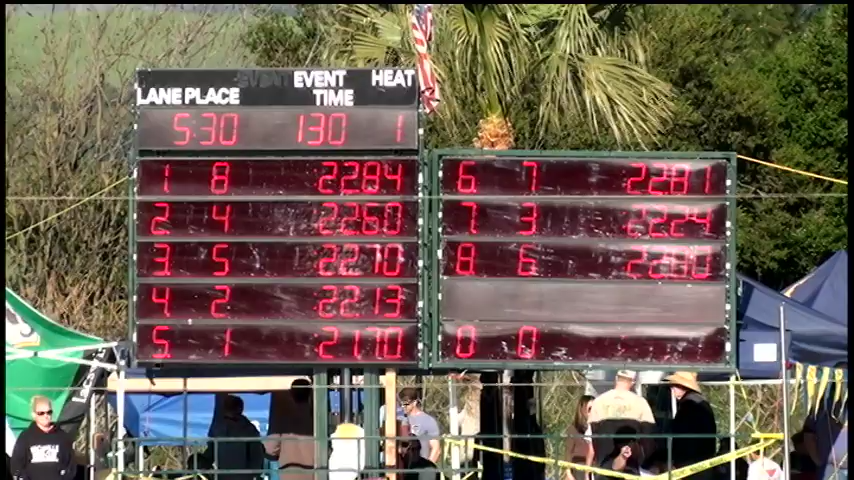 EVENT EVENT HEAT
LANE PLACE TIME
5:30 130 1
1 8 2284
2 4 2260
3. 5 2270
4. 2 2213
5. 1 2170
6. 7 2281
7 3 2224
8. 6
0 0